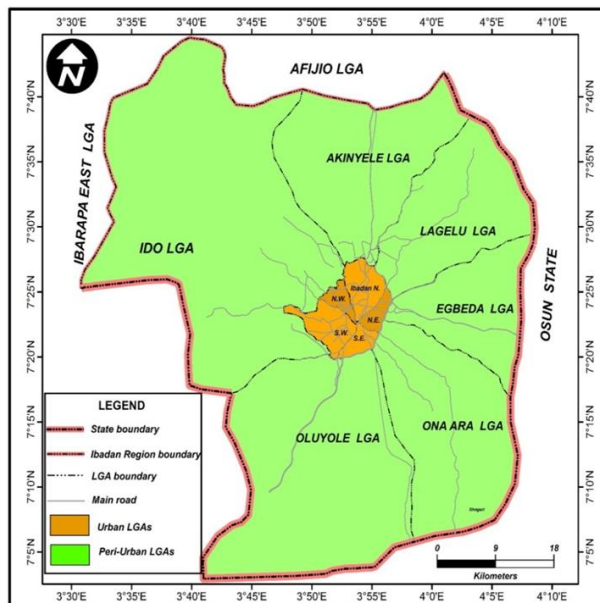 3°30'E 3°35'E 3°40'E 3°45'E 3°50'E 3°55'E 4°0'E 4°5'E 4°10'E
N
AFIJIO LGA
7°40'N 7°40'N
AKINYELE LGA
7°35'N 7°35'N
IBARAPA EAST LGA
7°30'N 7°30'N
LAGELU LGA
IDO LGA
OSUN STATE
7°25'N 7°25'N
Ibadan N.
N.W.
EGBEDA LGA
N.E.
S.W.
S.E.
7°20'N 7°20'N
LEGEND
State boundary
Ibadan Region boundary
LGA boundary
Main road
Urban LGAs
Peri-Urban LGAs
7°15'N 7°15'N
OLUYOLE LGA
ONA ARA LGA
7°10'N 7°10'N
7°5'N 7°5'N
0 9 18
Kilometers
3°30'E 3°35'E 3°40'E 3°45'E 3°50'E 3°55'E 4°0'E 4°5'E 4°10'E